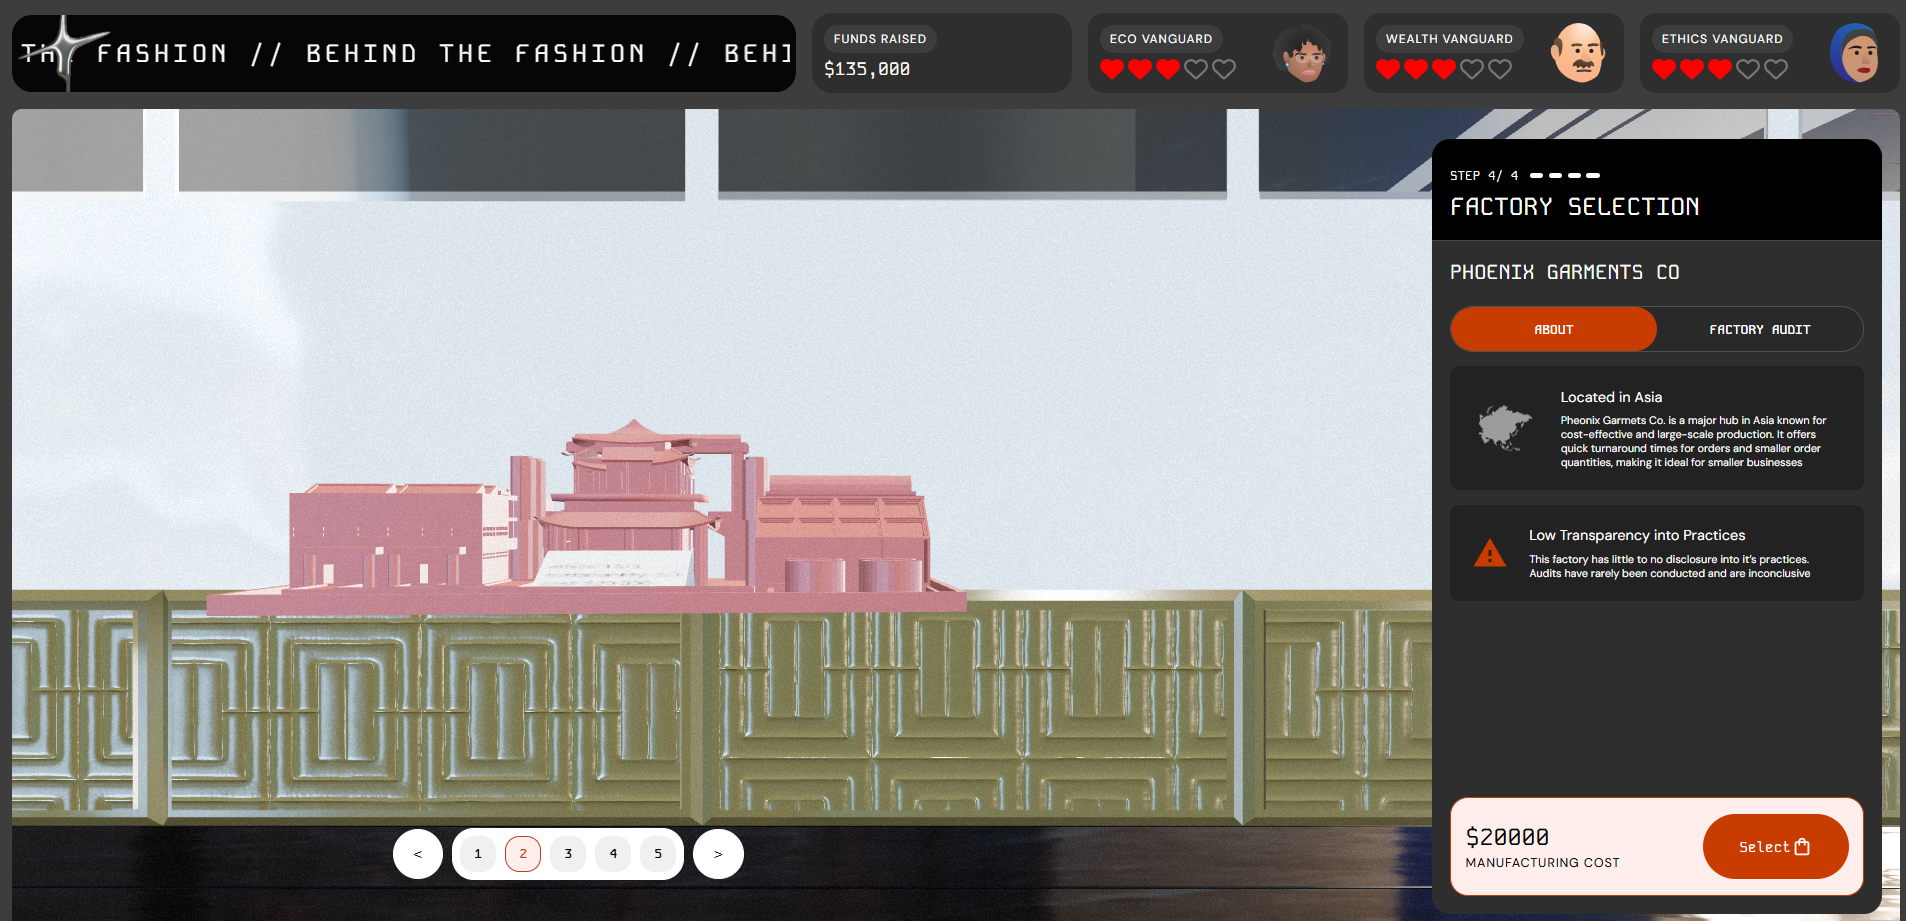 THE FASHION // BEHIND THE FASHION // BEHI
FUNDS RAISED
$135,000
ECO VANGUARD
WEALTH VANGUARD
ETHICS VANGUARD
STEP 4/ 4
FACTORY SELECTION
PHOENIX GARMENTS CO
ABOUT
FACTORY AUDIT
Located in Asia
Pheonix Garmets Co. is a major hub in Asia known for
cost-effective and large-scale production. It offers
quick turnaround times for orders and smaller order
quantities, making it ideal for smaller businesses
Low Transparency into Practices
This factory has little to no disclosure into it's practices.
Audits have rarely been conducted and are inconclusive
$20000
MANUFACTURING COST
Select
< 1 2 3 4 5 >